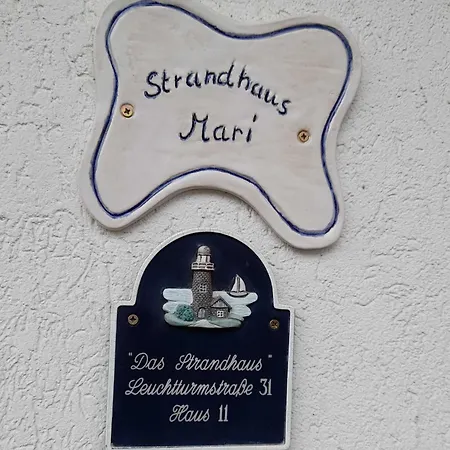 Strandhaus
Mari
"Das Strandhaus"
Leuchtturmstraße 31
Haus 11